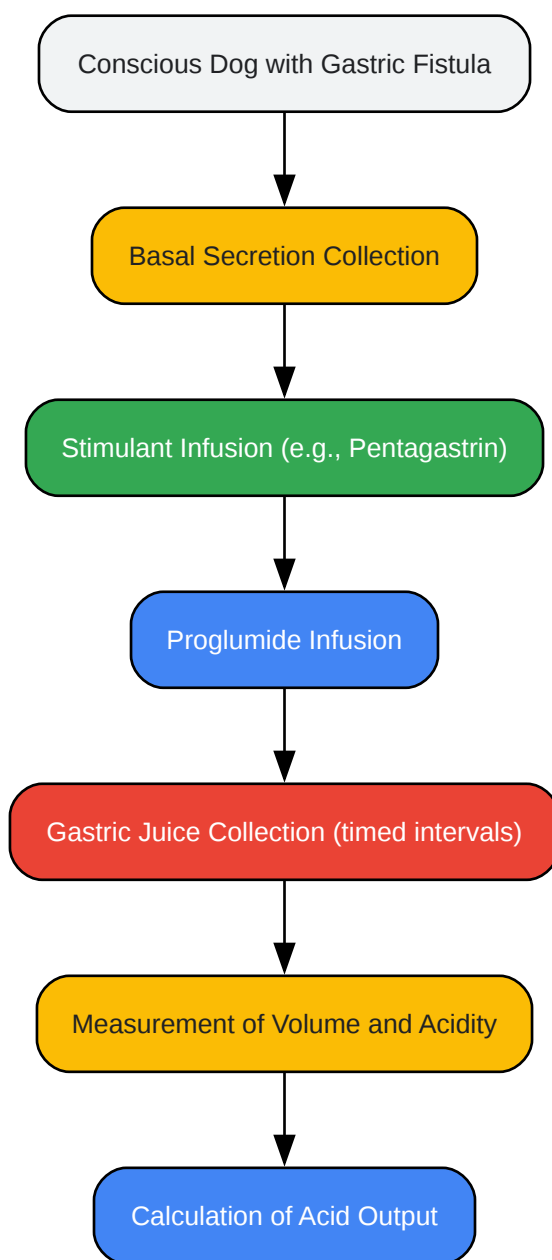 Conscious Dog with Gastric Fistula
Basal Secretion Collection
Stimulant Infusion (e.g., Pentagastrin)
Proglumide Infusion
Gastric Juice Collection (timed intervals)
Measurement of Volume and Acidity
Calculation of Acid Output